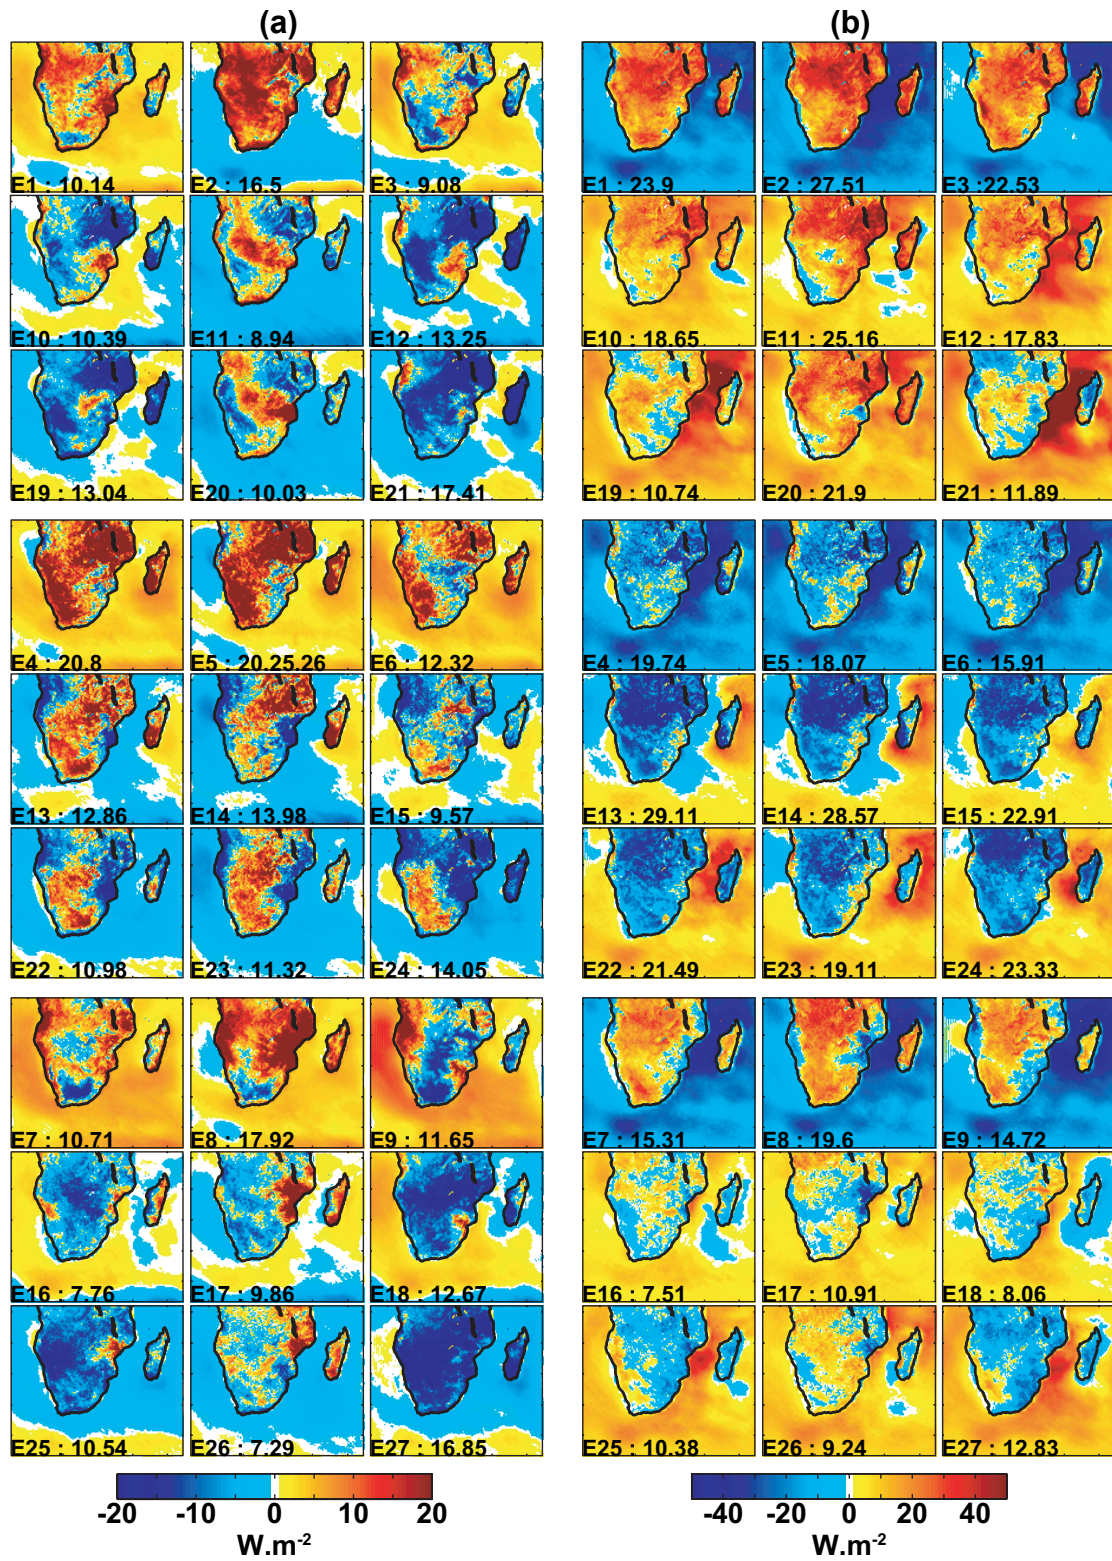 (a) (b)
E1 : 10.14 E2 : 16.5 E3 : 9.08 E1 : 23.9 E2 : 27.51 E3 :22.53
E10 : 10.39 E11 : 8.94 E12 : 13.25 E10 : 18.65 E11 : 25.16 E12 : 17.83
E19 : 13.04 E20 : 10.03 E21 : 17.41 E19 : 10.74 E20 : 21.9 E21 : 11.89
E4 : 20.8 E5 : 20.25.26 E6 : 12.32 E4 : 19.74 E5 : 18.07 E6 : 15.91
E13 : 12.86 E14 : 13.98 E15 : 9.57 E13 : 29.11 E14 : 28.57 E15 : 22.91
E22 : 10.98 E23 : 11.32 E24 : 14.05 E22 : 21.49 E23 : 19.11 E24 : 23.33
E7 : 10.71 E8 : 17.92 E9 : 11.65 E7 : 15.31 E8 : 19.6 E9 : 14.72
E16 : 7.76 E17 : 9.86 E18 : 12.67 E16 : 7.51 E17 : 10.91 E18 : 8.06
E25 : 10.54 E26 : 7.29 E27 : 16.85 E25 : 10.38 E26 : 9.24 E27 : 12.83
-20 -10 0 10 20 -40 -20 0 20 40
W.m-2 W.m-2